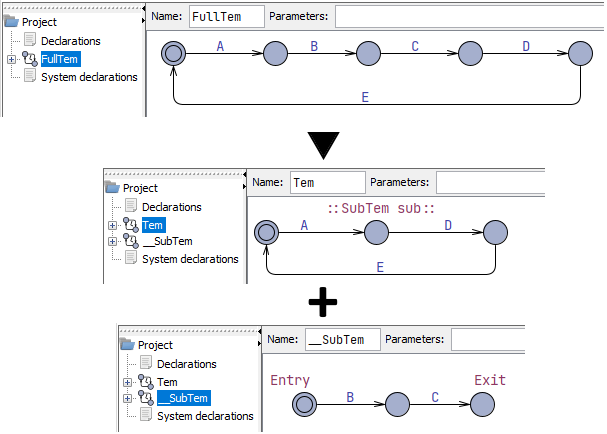 Project
Declarations
FullTem
System declarations
Name: FullTem Parameters:
A B C D
E
Project
Declarations
Tem
__SubTem
System declarations
Name: Tem Parameters:
::SubTem sub::
A D
E
Project
Declarations
Tem
__SubTem
System declarations
Name: __SubTem Parameters:
Entry Exit
B C